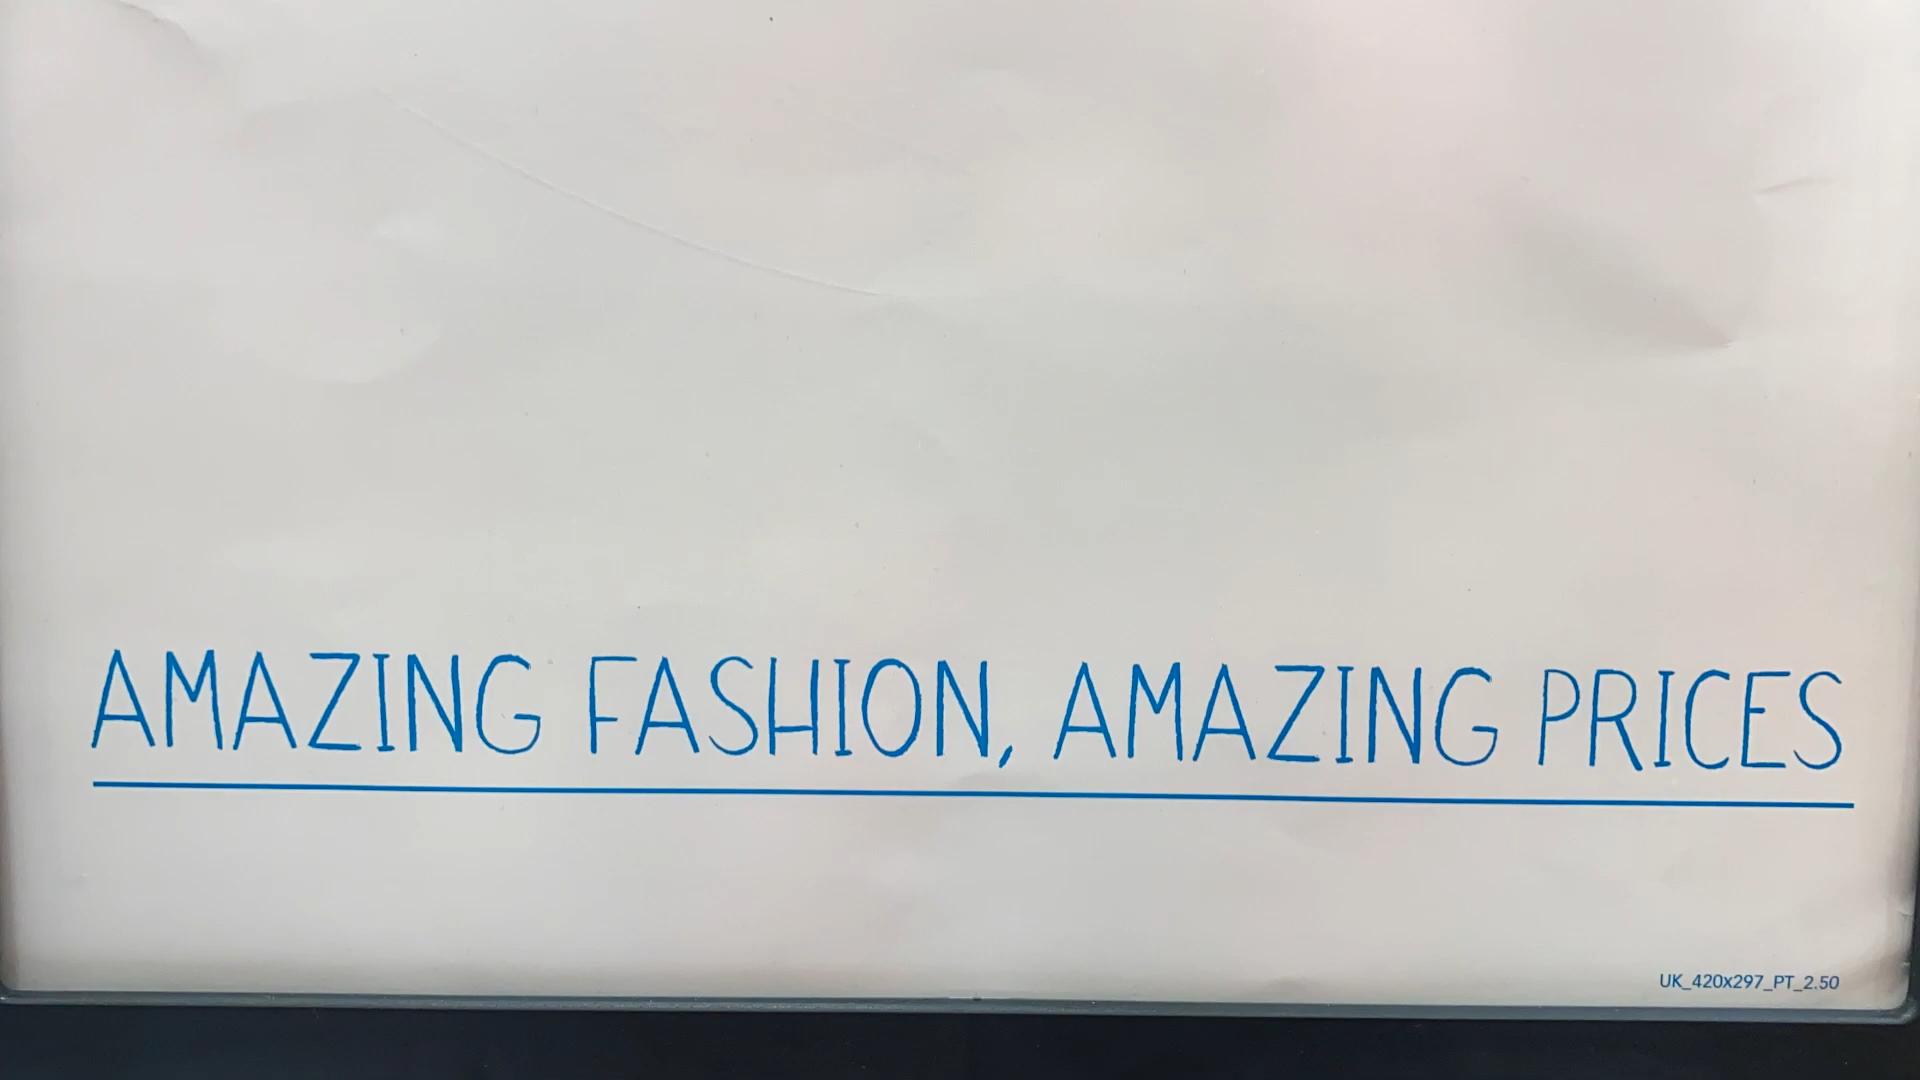 AMAZING FASHION, AMAZING PRICES
UK_420x297_PT_2.50